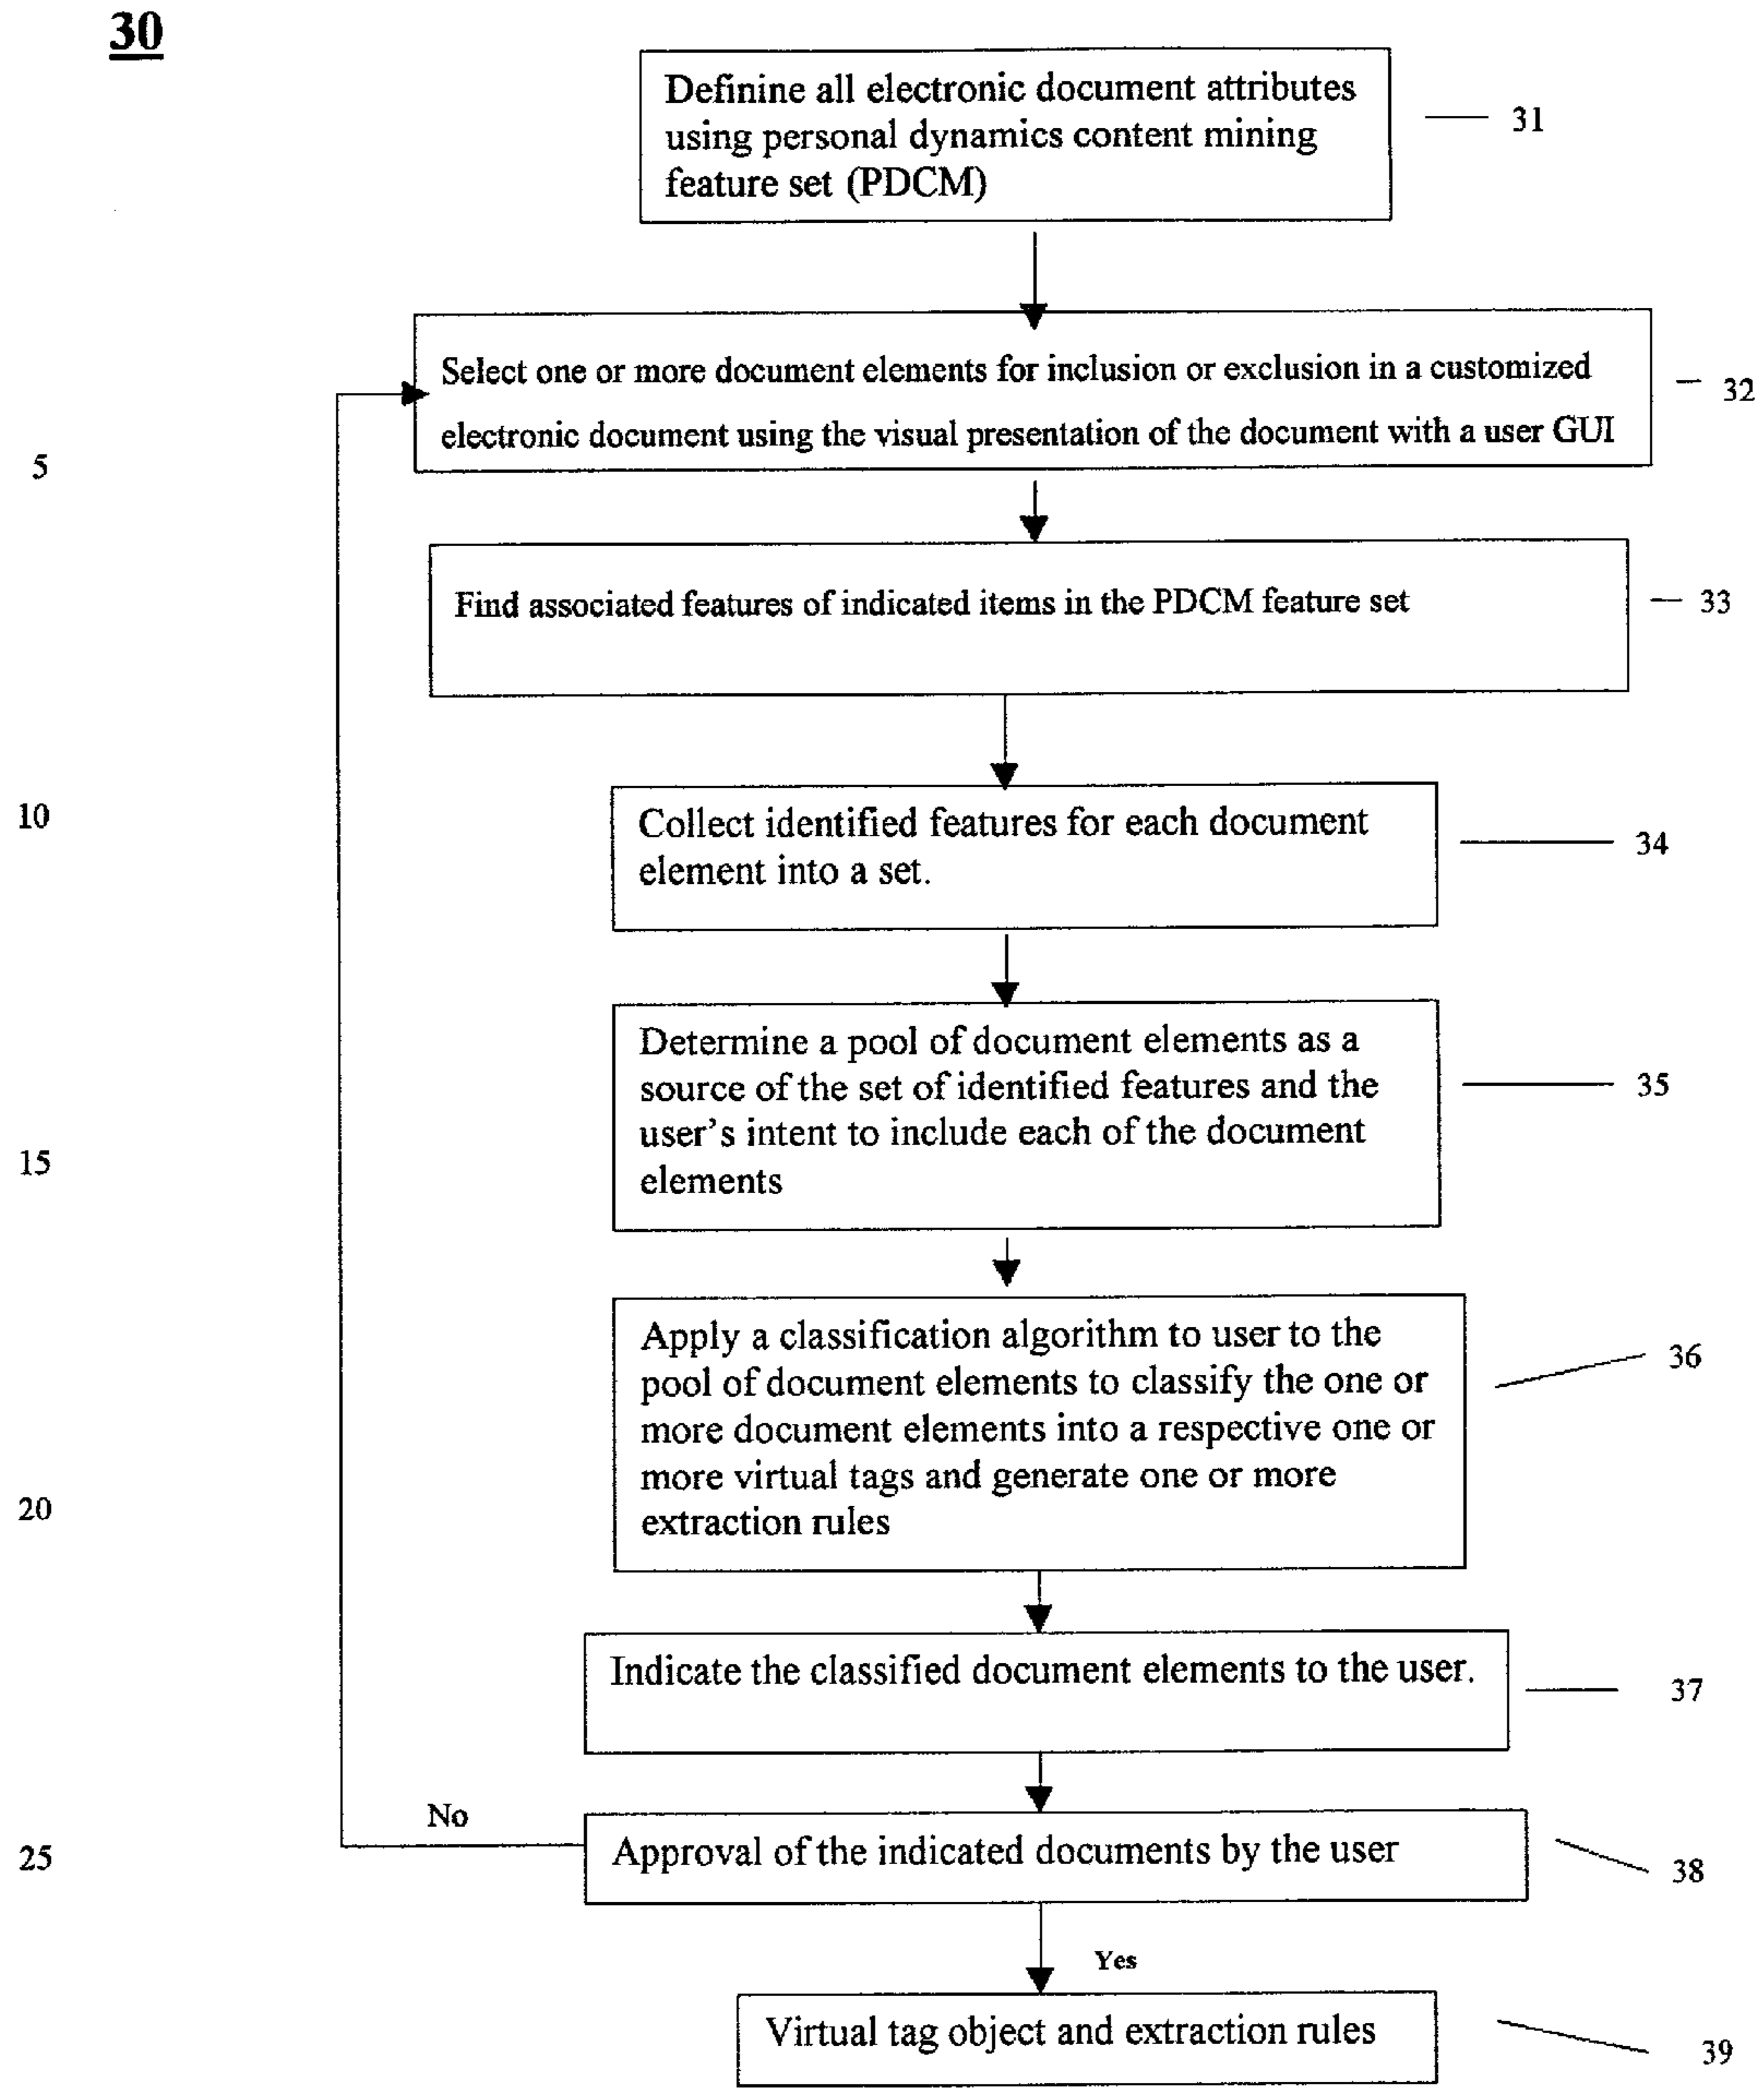 30
Definine all electronic document attributes
using personal dynamics content mining
feature set (PDCM)
31
Select one or more document elements for inclusion or exclusion in a customized
electronic document using the visual presentation of the document with a user GUI
32
5
Find associated features of indicated items in the PDCM feature set
33
10
Collect identified features for each document
element into a set.
34
Determine a pool of document elements as a
source of the set of identified features and the
user's intent to include each of the document
elements
35
15
Apply a classification algorithm to user to the
pool of document elements to classify the one or
more document elements into a respective one or
more virtual tags and generate one or more
extraction rules
36
20
Indicate the classified document elements to the user.
37
No
Approval of the indicated documents by the user
38
25
Yes
Virtual tag object and extraction rules
39